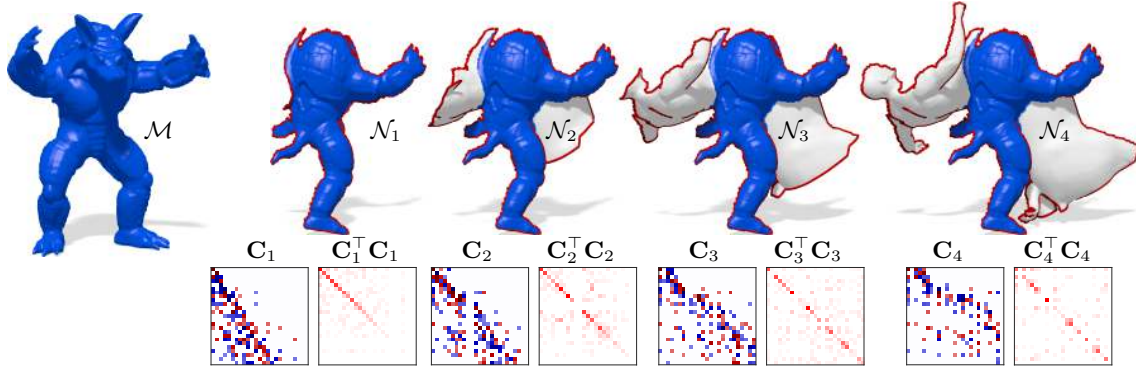 𝓜
𝓝₁
𝓝₂
𝓝₃
𝓝₄
C₁
C₁⊤C₁
C₂
C₂⊤C₂
C₃
C₃⊤C₃
C₄
C₄⊤C₄